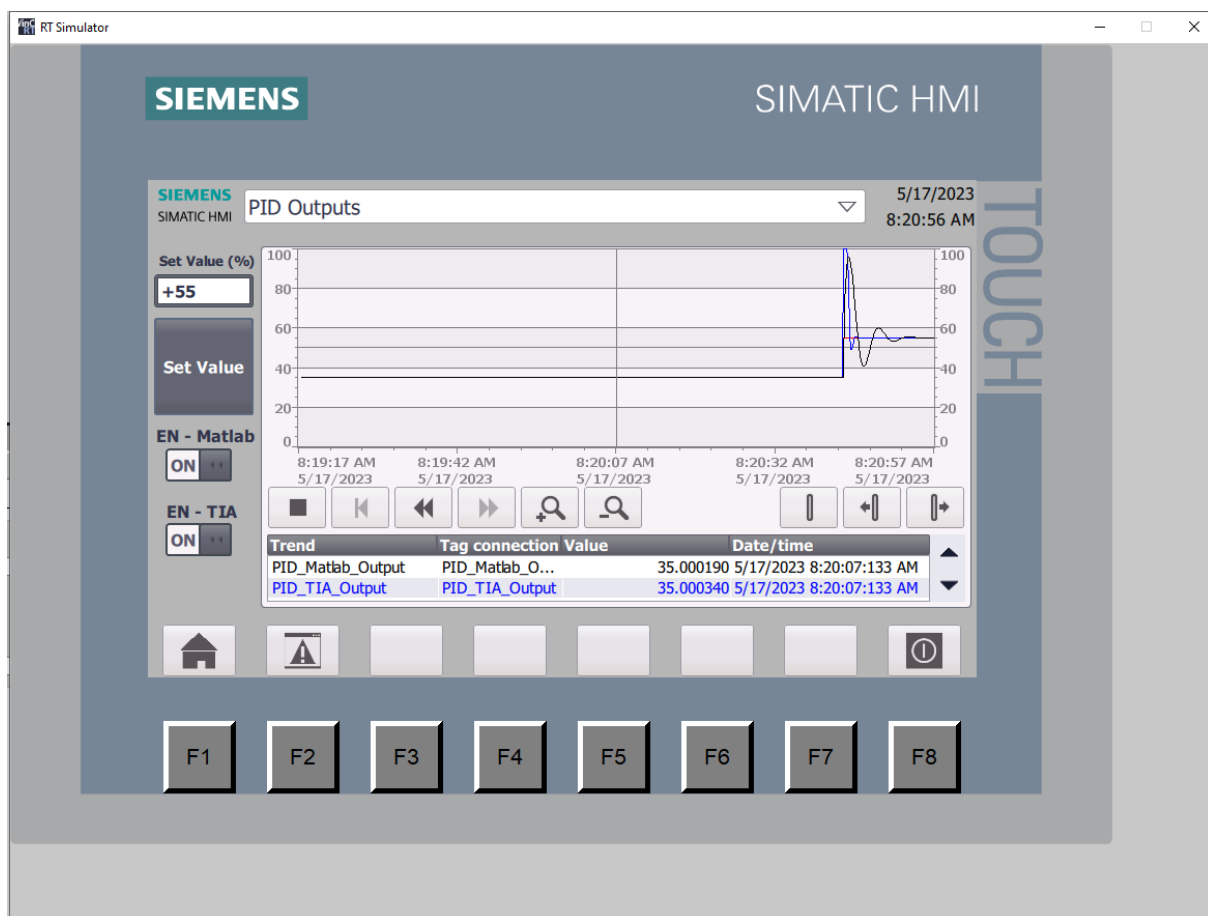 RT Simulator
SIEMENS
SIMATIC HMI
TOUCH
SIEMENS
SIMATIC HMI
PID Outputs
5/17/2023
8:20:56 AM
Set Value (%)
+55
Set Value
EN - Matlab
ON
EN - TIA
ON
100 100
80 80
60 60
40 40
20 20
0 0
8:19:17 AM 8:19:42 AM 8:20:07 AM 8:20:32 AM 8:20:57 AM
5/17/2023 5/17/2023 5/17/2023 5/17/2023 5/17/2023
Trend Tag connection Value Date/time
PID_Matlab_Output PID_Matlab_O... 35.000190 5/17/2023 8:20:07:133 AM
PID_TIA_Output PID_TIA_Output 35.000340 5/17/2023 8:20:07:133 AM
F1 F2 F3 F4 F5 F6 F7 F8